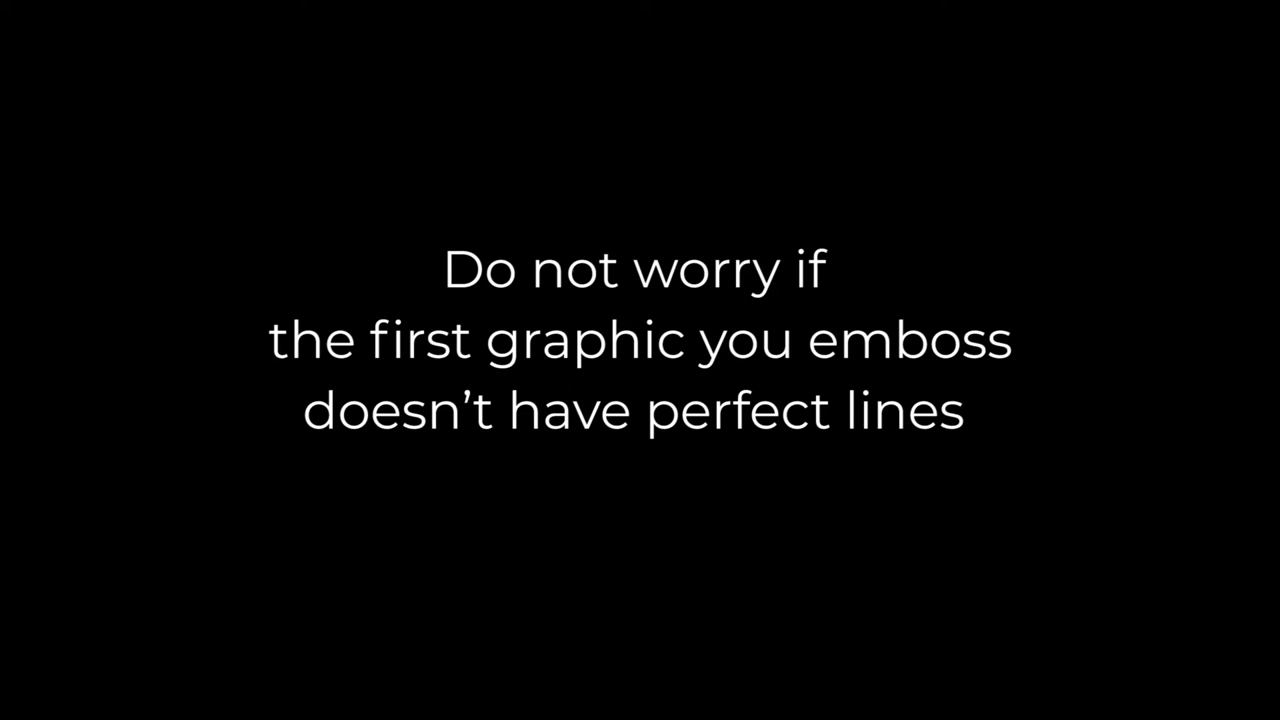 Do not worry if
the first graphic you emboss
doesn’t have perfect lines